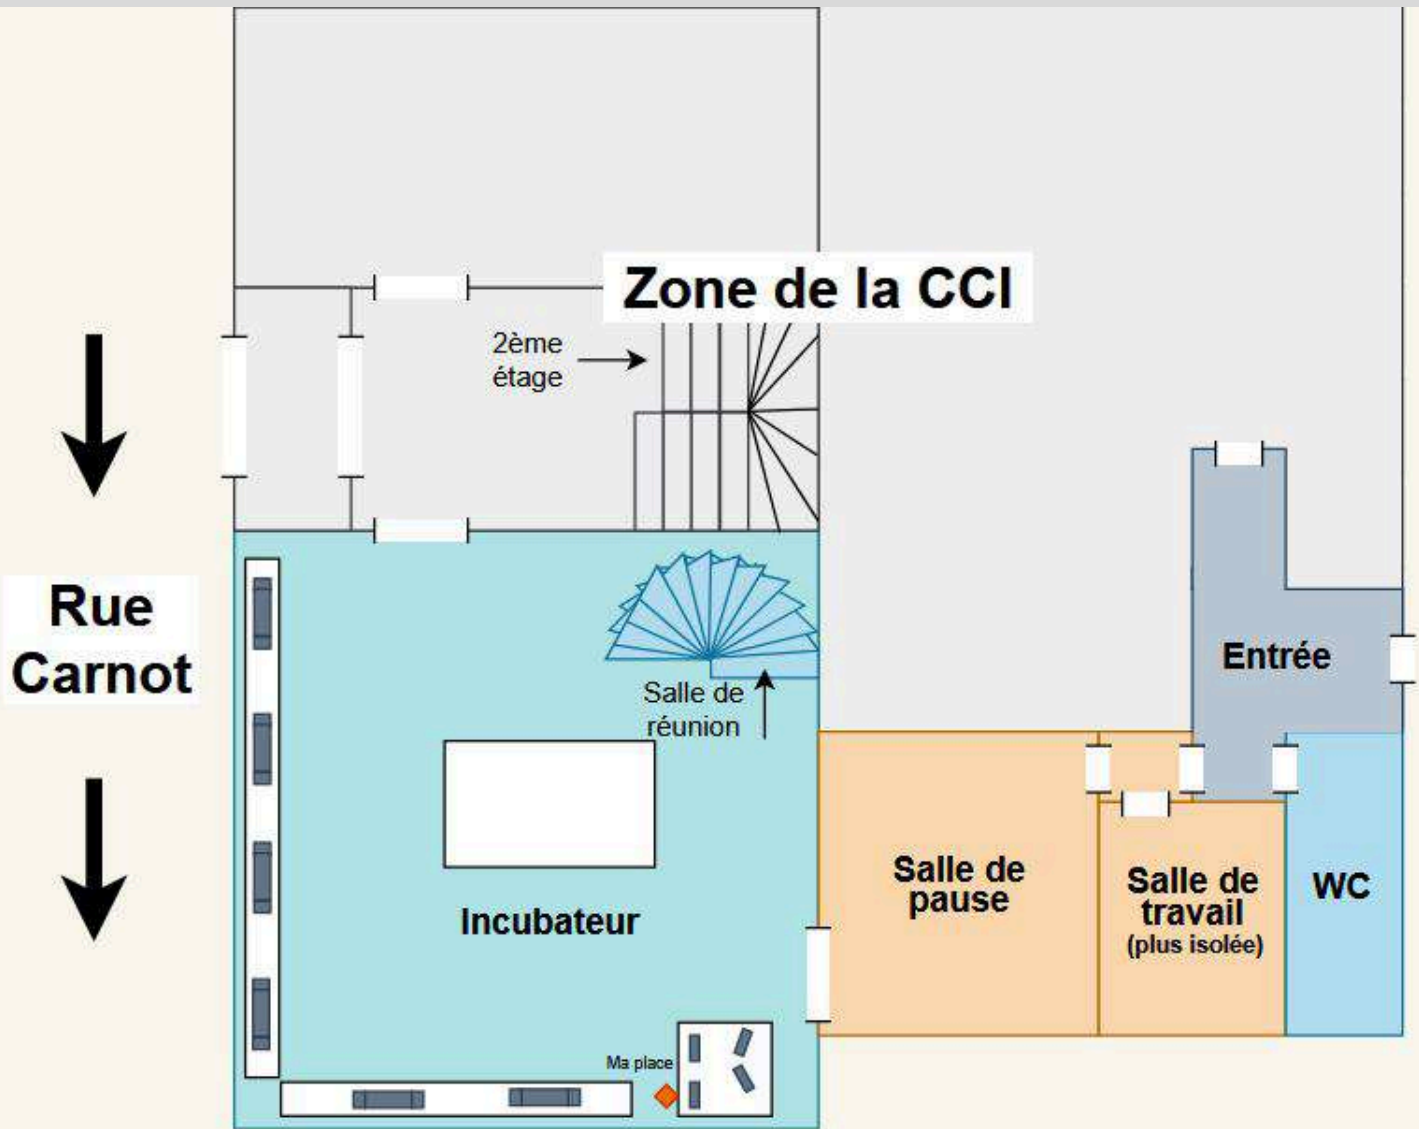 Zone de la CCI
2ème
étage
Rue
Carnot
Entrée
Salle de
réunion
Salle de
pause
Salle de
travail
(plus isolée)
WC
Incubateur
Ma place